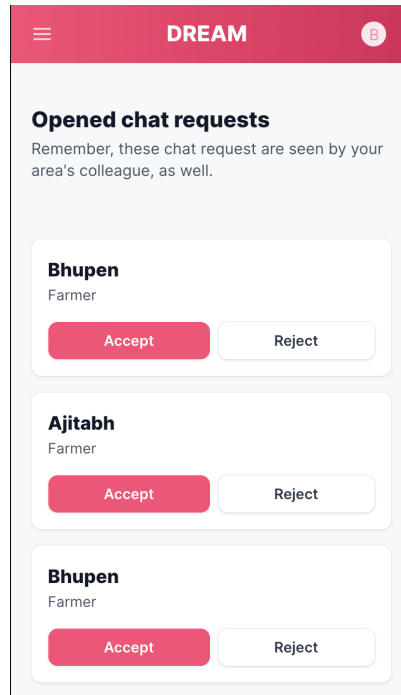 DREAM
B
Opened chat requests
Remember, these chat request are seen by your
area's colleague, as well.
Bhupen
Farmer
Accept Reject
Ajitabh
Farmer
Accept Reject
Bhupen
Farmer
Accept Reject